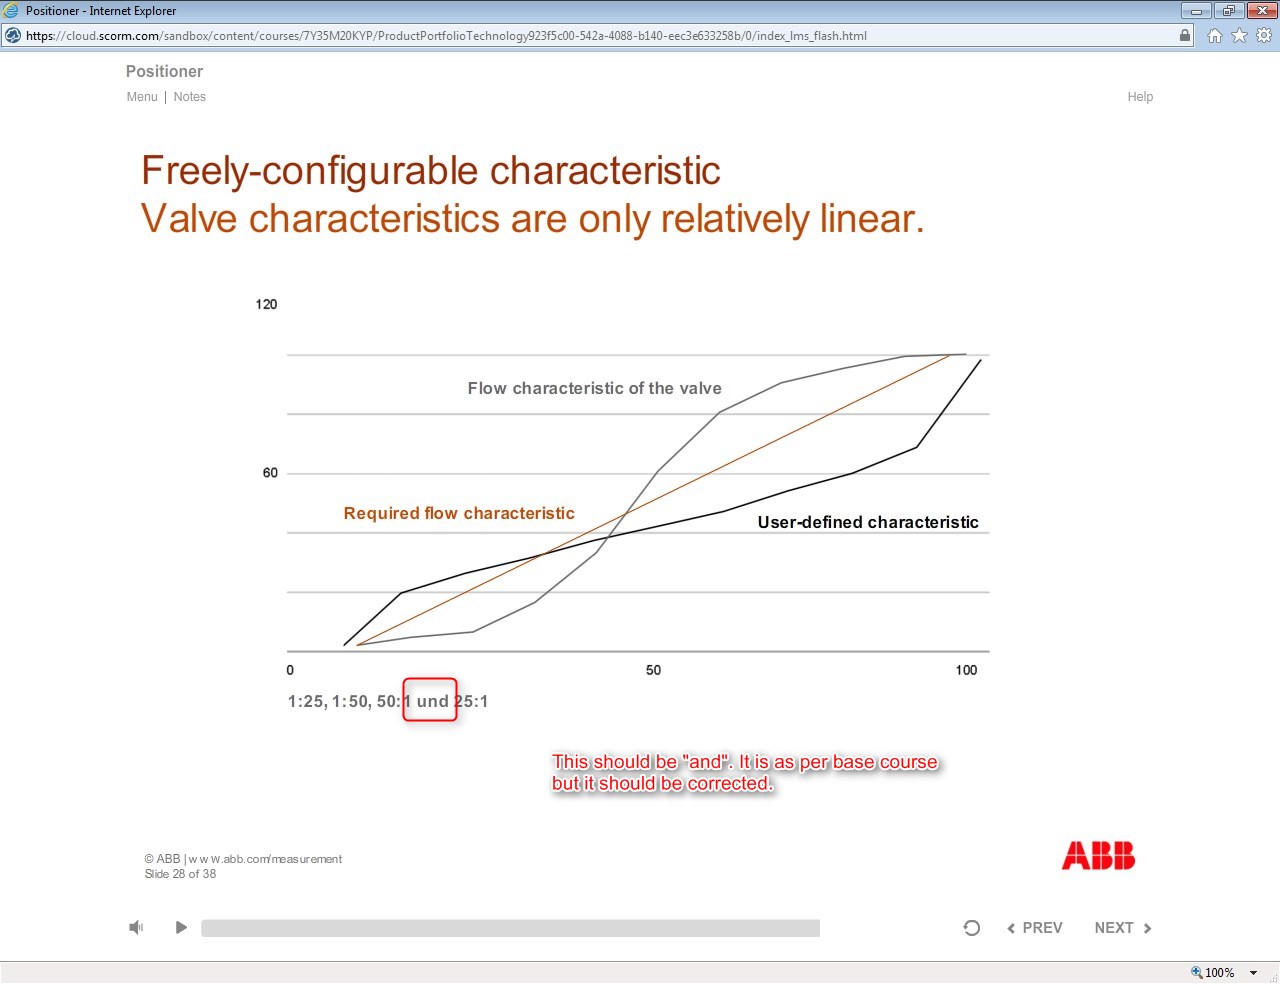 Positioner - Internet Explorer
https://cloud.scorm.com/sandbox/content/courses/7Y35M20KYP/ProductPortfolioTechnology923f5c00-542a-4088-b140-eec3e633258b/0/index_lms_flash.html
Positioner
Menu | Notes
Help
Freely-configurable characteristic
Valve characteristics are only relatively linear.
120
Flow characteristic of the valve
60
Required flow characteristic
User-defined characteristic
0 50 100
1:25, 1:50, 50:1 und 25:1
This should be "and". It is as per base course
but it should be corrected.
© ABB | www.abb.com/measurement
Slide 28 of 38
ABB
PREV NEXT
100%